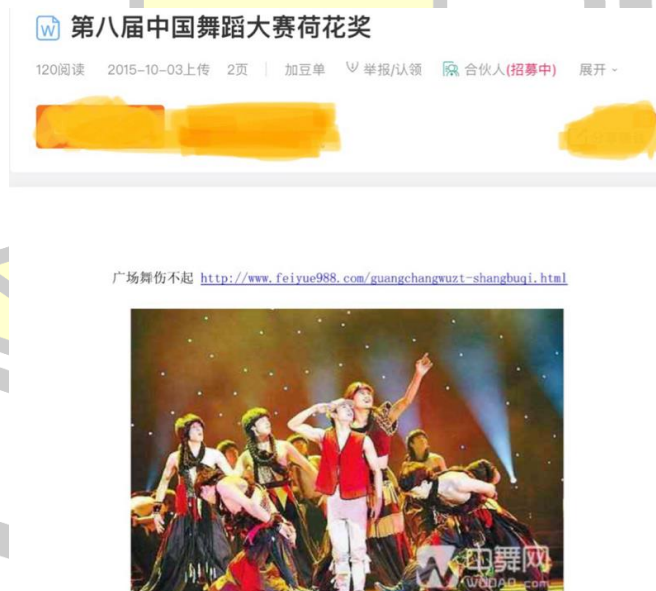 第八届中国舞蹈大赛荷花奖
120阅读 2015-10-03上传 2页 加豆单 举报/认领 合伙人(招募中) 展开
广场舞伤不起 http://www.feiyue988.com/guangchangwuzt-shangbuqi.html
中舞网
WUDAO.com